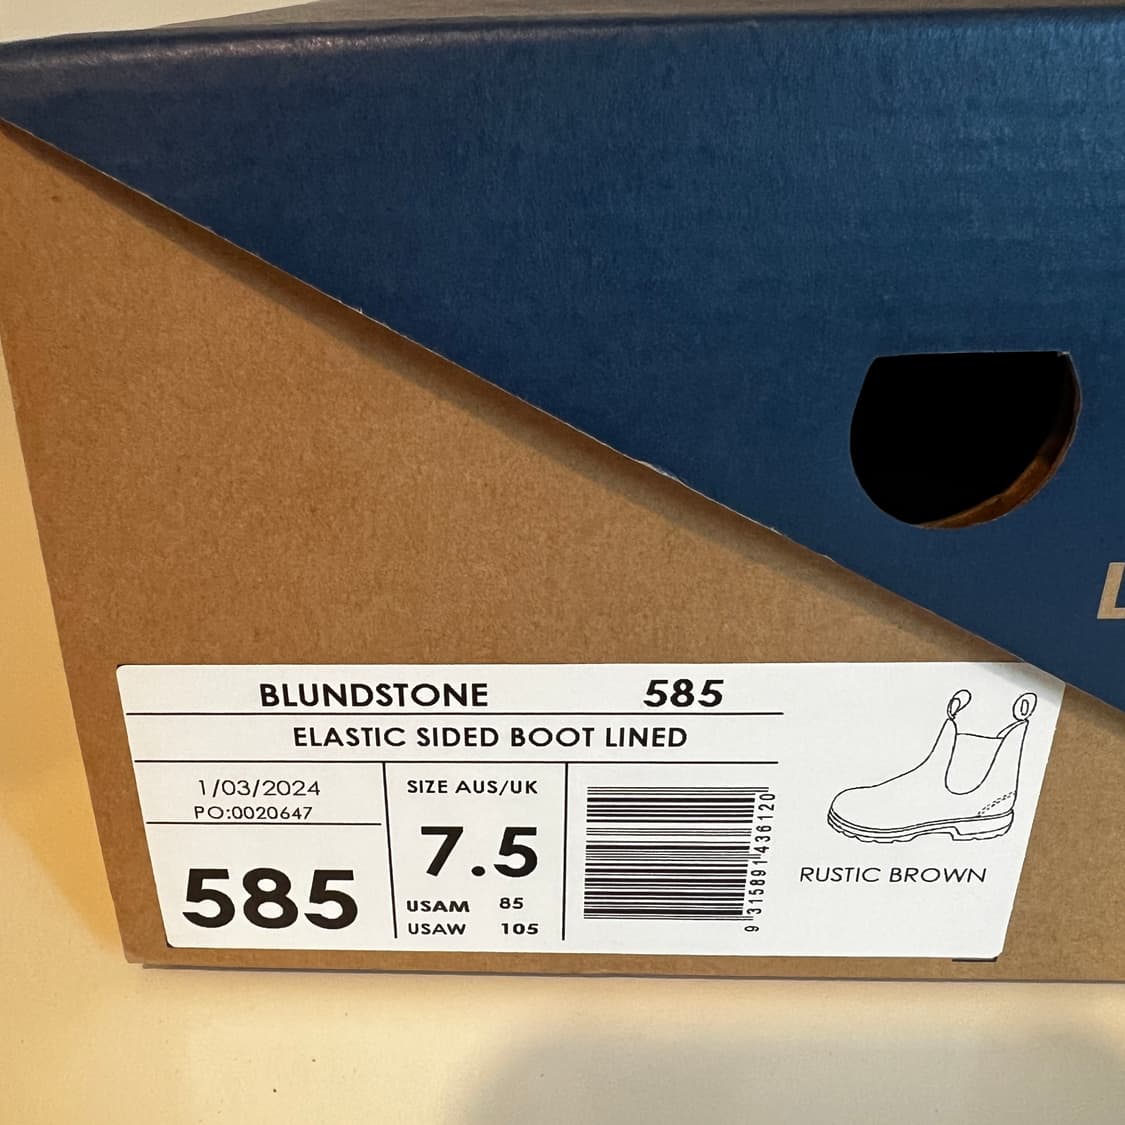 BLUNDSTONE 585
ELASTIC SIDED BOOT LINED
1/03/2024
PO:0020647
585
SIZE AUS/UK
7.5
USAM 85
USAW 105
9 315891 436120
RUSTIC BROWN